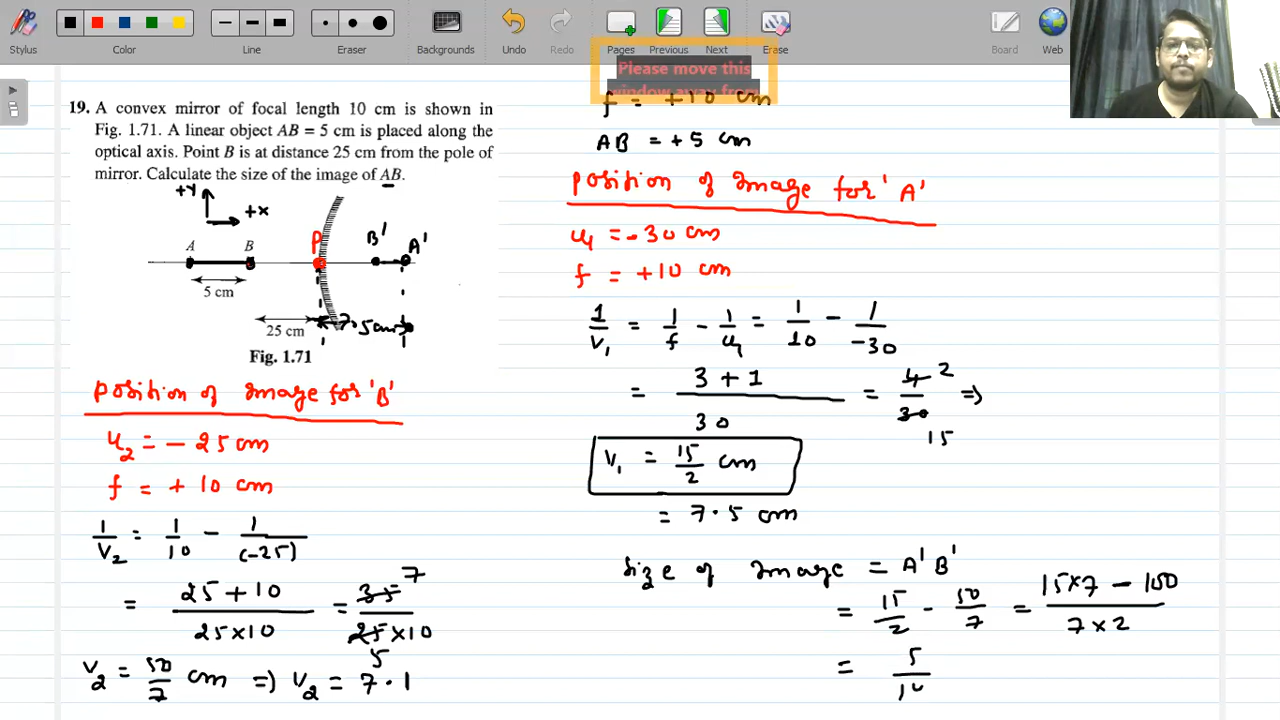 Stylus
Color
Line
Eraser
Backgrounds
Undo
Redo
Pages
Previous
Next
Erase
Board
Web
Please move this
window away from
19. A convex mirror of focal length 10 cm is shown in
Fig. 1.71. A linear object AB = 5 cm is placed along the
optical axis. Point B is at distance 25 cm from the pole of
mirror. Calculate the size of the image of AB.
+Y
+X
A
B
P
B'
A'
5 cm
25 cm
7.5cm
Fig. 1.71
Position of Image for 'B'
u₂ = - 25 cm
f = + 10 cm
1/V₂ = 1/10 - 1/(-25)
= 25 + 10 / 25×10 = 35 7 / 25×10 5
V₂ = 50/7 cm => V₂ = 7.1
f = +10 cm
AB = +5 cm
Position of Image for 'A'
u₁ = -30 cm
f = +10 cm
1/V₁ = 1/f - 1/u₁ = 1/10 - 1/-30
= 3 + 1 / 30 = 4 2 / 30 15 =>
V₁ = 15/2 cm
= 7.5 cm
Size of Image = A'B'
= 15/2 - 50/7 = 15×7 - 100 / 7×2
= 5/14